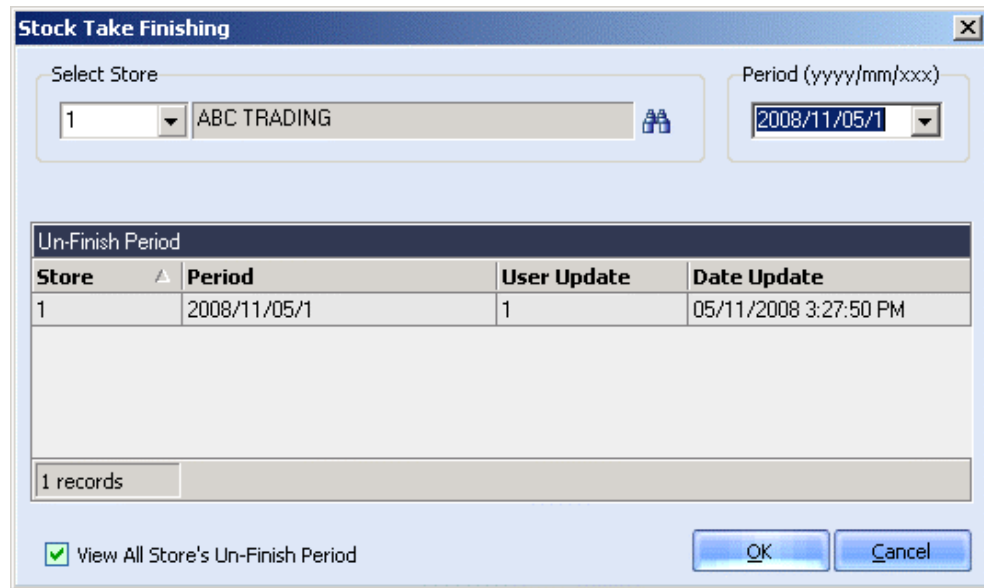 Stock Take Finishing
Select Store
Period (yyyy/mm/xxx)
1
ABC TRADING
2008/11/05/1
Un-Finish Period
Store Period User Update Date Update
1 2008/11/05/1 1 05/11/2008 3:27:50 PM
1 records
View All Store's Un-Finish Period
OK
Cancel